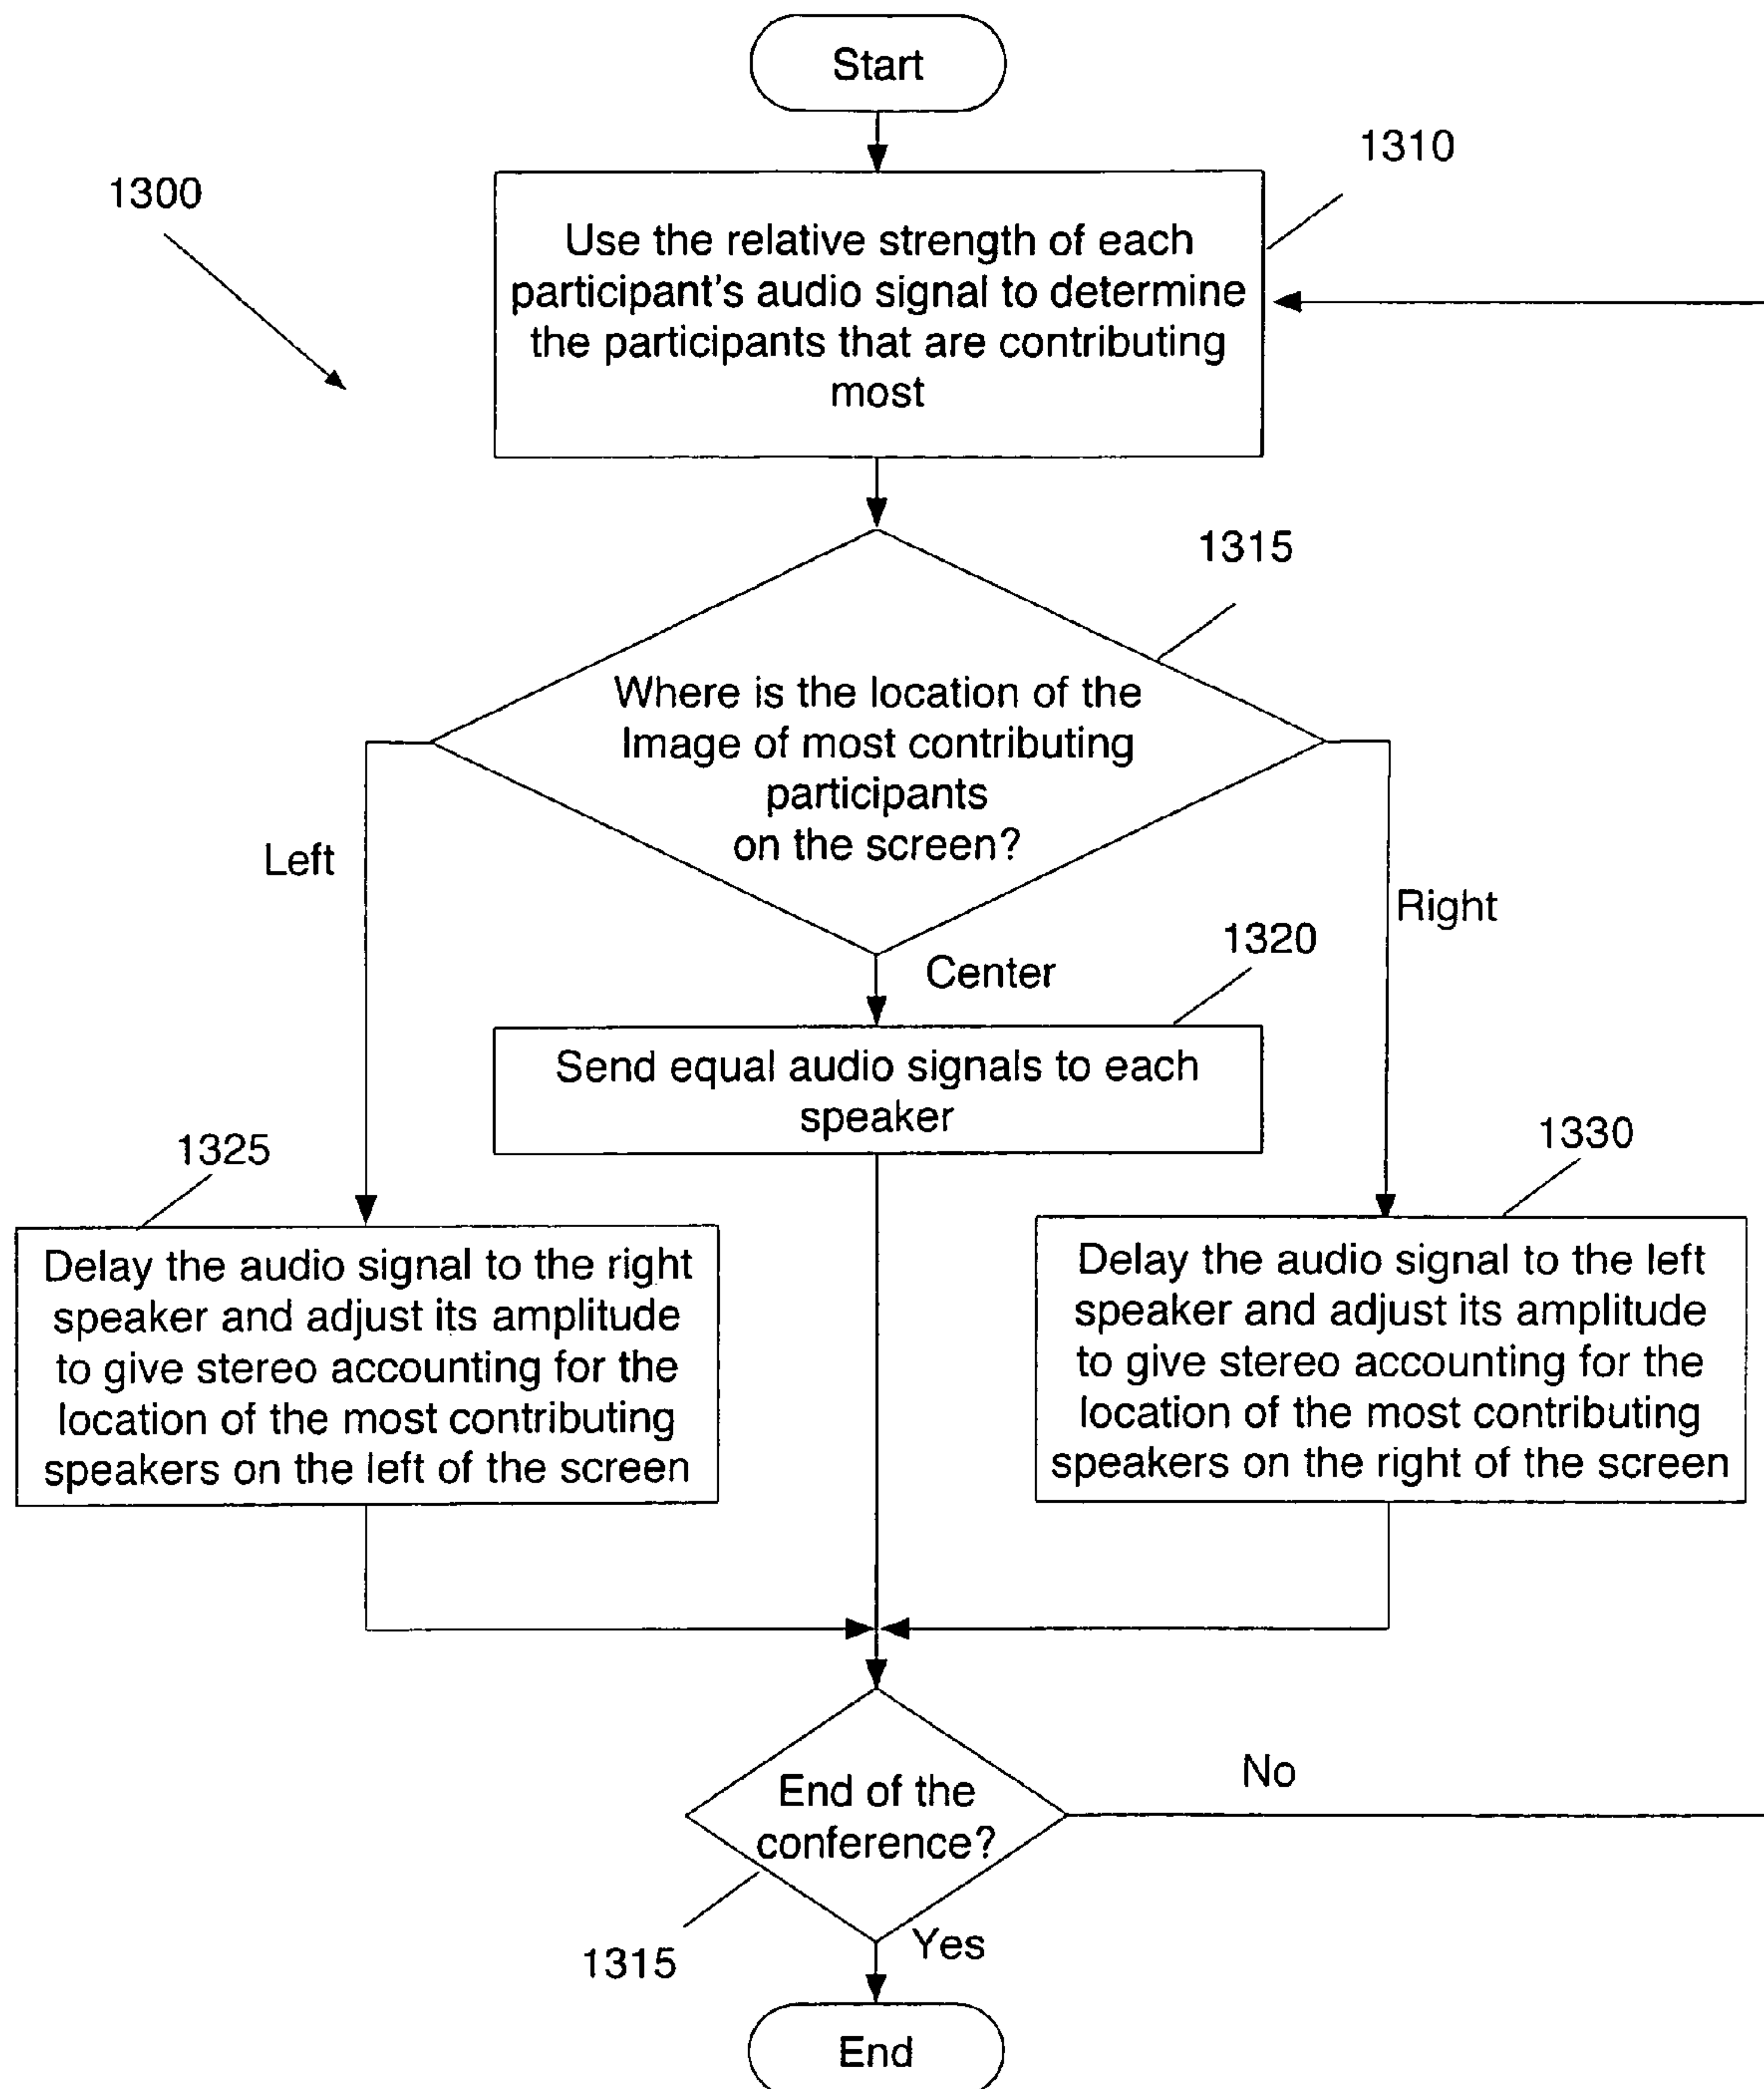 Start
1310
1300
Use the relative strength of each
participant's audio signal to determine
the participants that are contributing
most
1315
Where is the location of the
Image of most contributing
participants
on the screen?
Left
Right
1320
Center
Send equal audio signals to each
speaker
1325
1330
Delay the audio signal to the right
speaker and adjust its amplitude
to give stereo accounting for the
location of the most contributing
speakers on the left of the screen
Delay the audio signal to the left
speaker and adjust its amplitude
to give stereo accounting for the
location of the most contributing
speakers on the right of the screen
No
End of the
conference?
1315
Yes
End